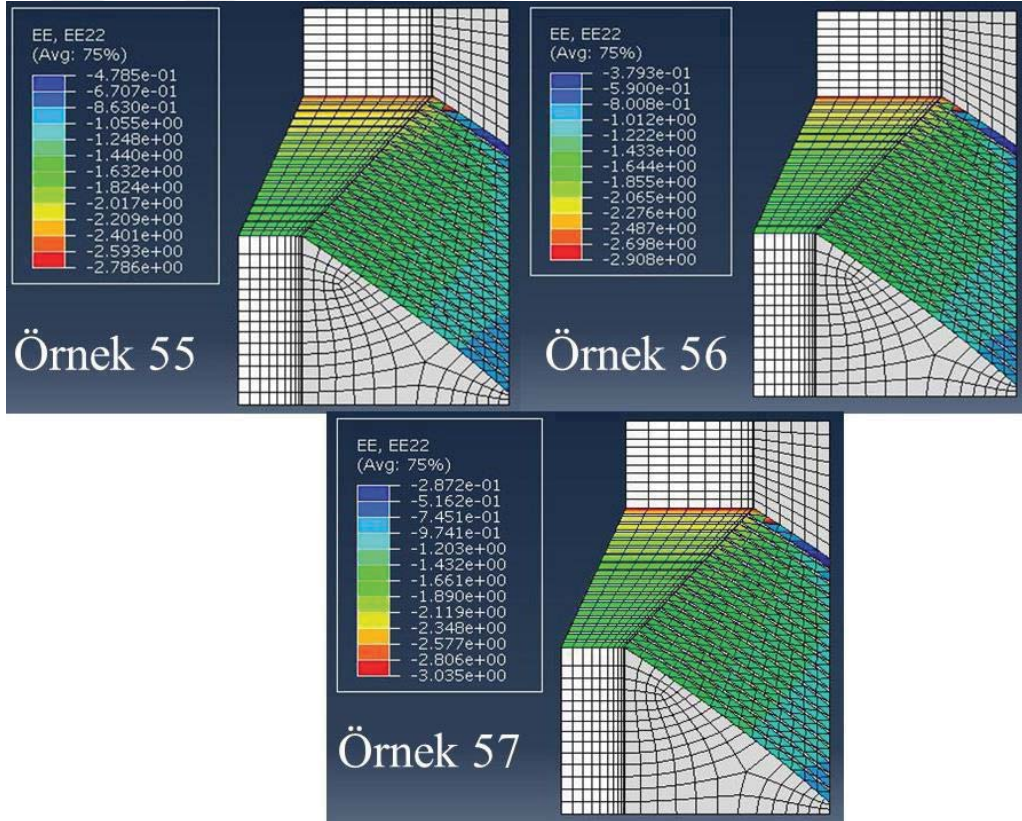 EE, EE22
(Avg: 75%)
-4.785e-01
-6.707e-01
-8.630e-01
-1.055e+00
-1.248e+00
-1.440e+00
-1.632e+00
-1.824e+00
-2.017e+00
-2.209e+00
-2.401e+00
-2.593e+00
-2.786e+00
Örnek 55
EE, EE22
(Avg: 75%)
-3.793e-01
-5.900e-01
-8.008e-01
-1.012e+00
-1.222e+00
-1.433e+00
-1.644e+00
-1.855e+00
-2.065e+00
-2.276e+00
-2.487e+00
-2.698e+00
-2.908e+00
Örnek 56
EE, EE22
(Avg: 75%)
-2.872e-01
-5.162e-01
-7.451e-01
-9.741e-01
-1.203e+00
-1.432e+00
-1.661e+00
-1.890e+00
-2.119e+00
-2.348e+00
-2.577e+00
-2.806e+00
-3.035e+00
Örnek 57